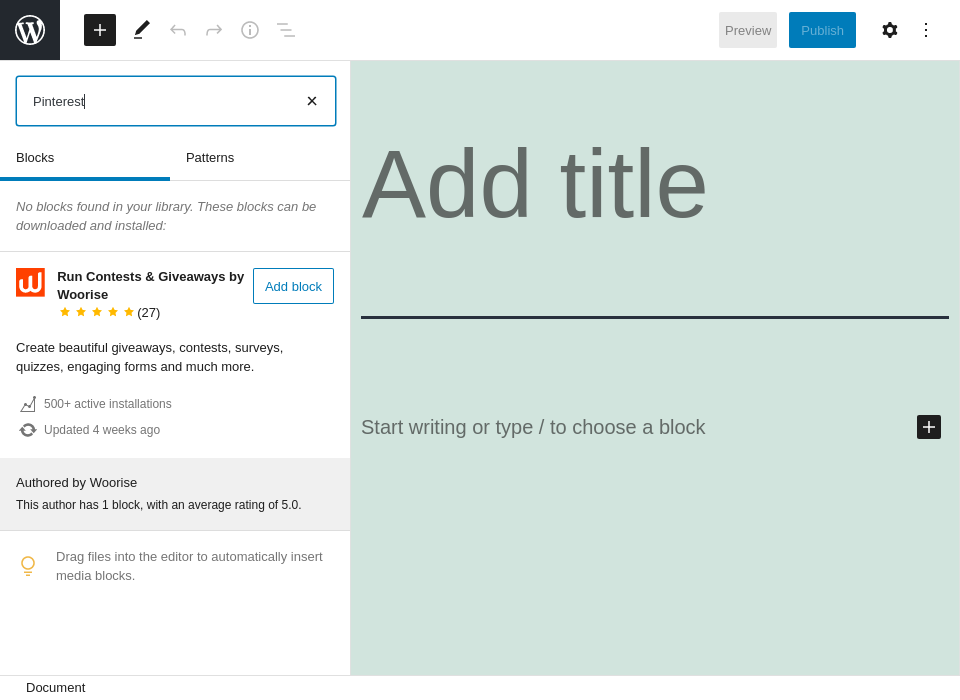 Preview
Publish
Pinterest
Blocks
Patterns
No blocks found in your library. These blocks can be
downloaded and installed:
Run Contests & Giveaways by
Woorise
Add block
(27)
Create beautiful giveaways, contests, surveys,
quizzes, engaging forms and much more.
500+ active installations
Updated 4 weeks ago
Authored by Woorise
This author has 1 block, with an average rating of 5.0.
Drag files into the editor to automatically insert
media blocks.
Add title
Start writing or type / to choose a block
Document